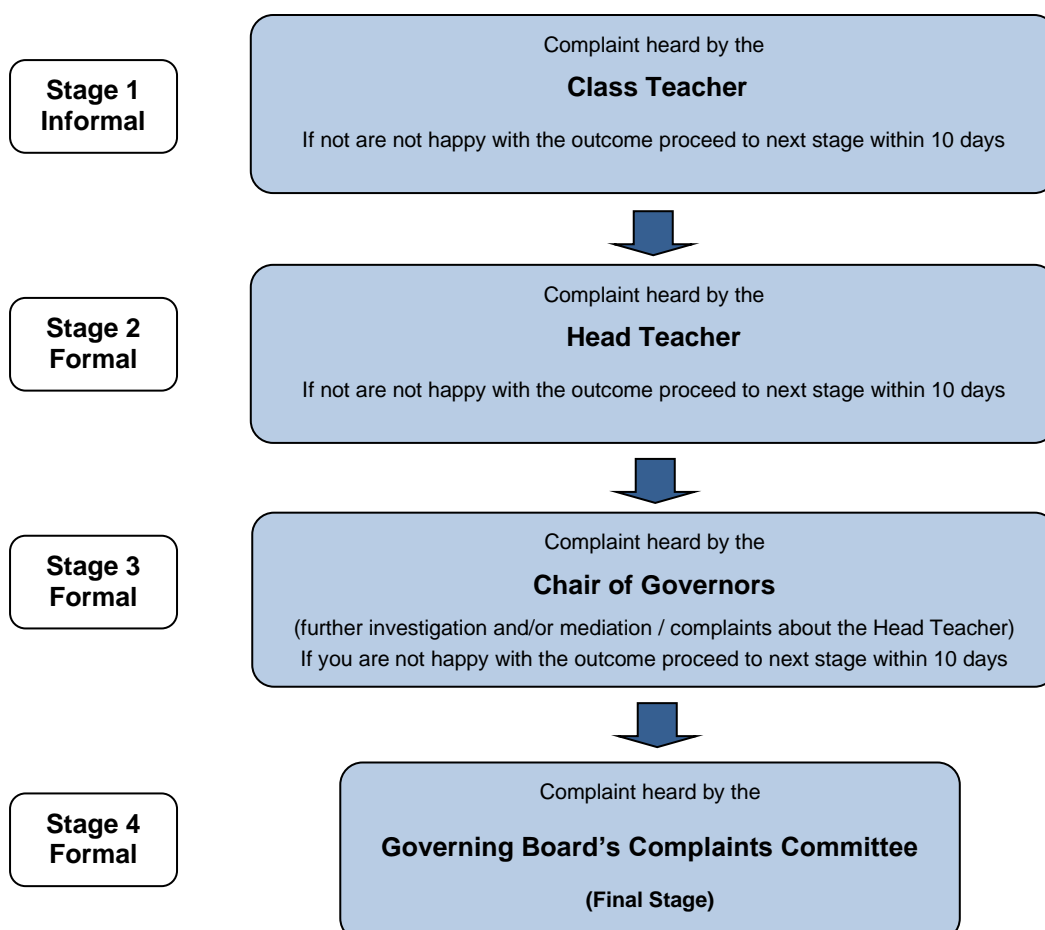 Stage 1
Informal
Complaint heard by the
Class Teacher
If not are not happy with the outcome proceed to next stage within 10 days
Stage 2
Formal
Complaint heard by the
Head Teacher
If not are not happy with the outcome proceed to next stage within 10 days
Stage 3
Formal
Complaint heard by the
Chair of Governors
(further investigation and/or mediation / complaints about the Head Teacher)
If you are not happy with the outcome proceed to next stage within 10 days
Stage 4
Formal
Complaint heard by the
Governing Board’s Complaints Committee
(Final Stage)